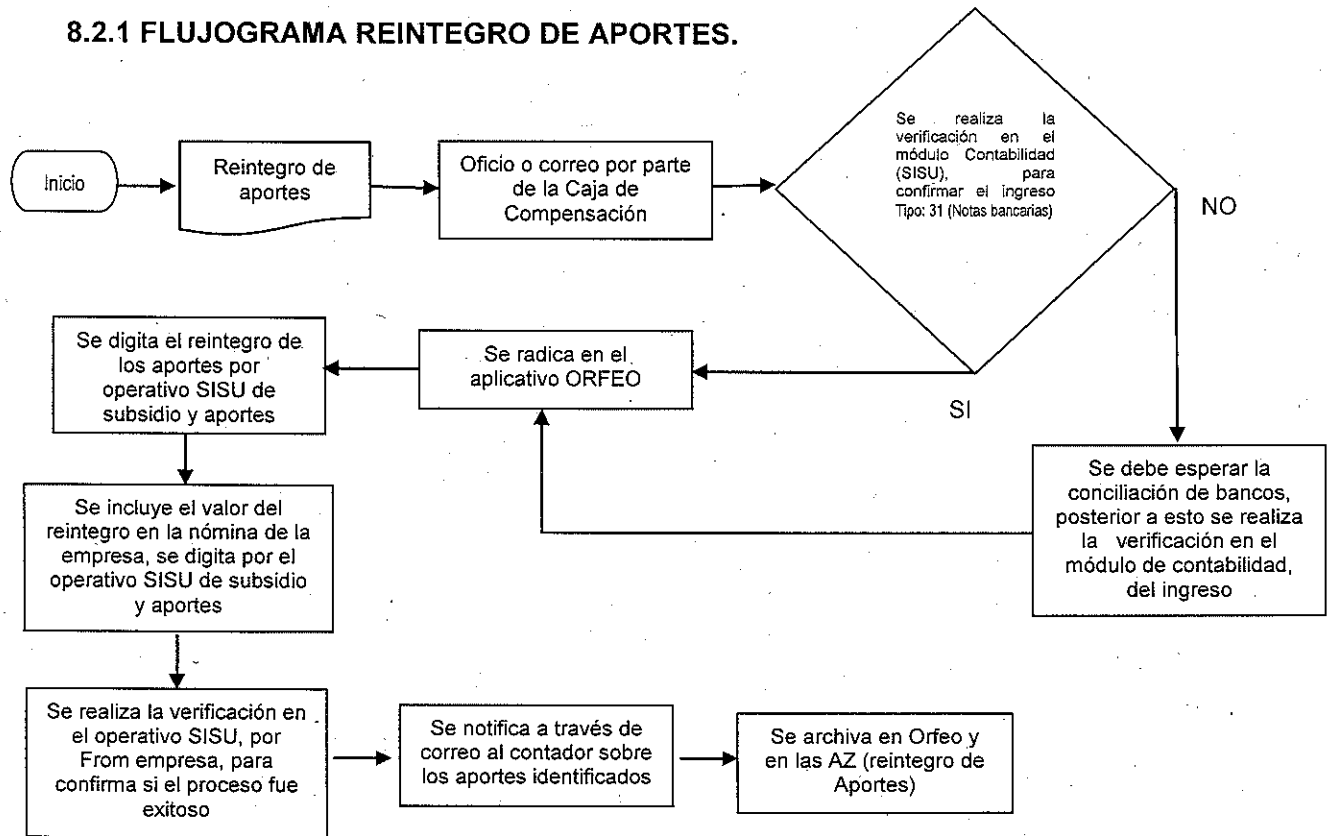 8.2.1 FLUJOGRAMA REINTEGRO DE APORTES.
Inicio
Reintegro de
aportes
Oficio o correo por parte
de la Caja de
Compensación
Se realiza la
verificación en el
módulo Contabilidad
(SISU), para
confirmar el ingreso
Tipo: 31 (Notas bancarias)
NO
SI
Se debe esperar la
conciliación de bancos,
posterior a esto se realiza
la verificación en el
módulo de contabilidad,
del ingreso
Se radica en el
aplicativo ORFEO
Se digita el reintegro de
los aportes por
operativo SISU de
subsidio y aportes
Se incluye el valor del
reintegro en la nómina de la
empresa, se digita por el
operativo SISU de subsidio
y aportes
Se realiza la verificación en
el operativo SISU, por
From empresa, para
confirma si el proceso fue
exitoso
Se notifica a través de
correo al contador sobre
los aportes identificados
Se archiva en Orfeo y
en las AZ (reintegro de
Aportes)